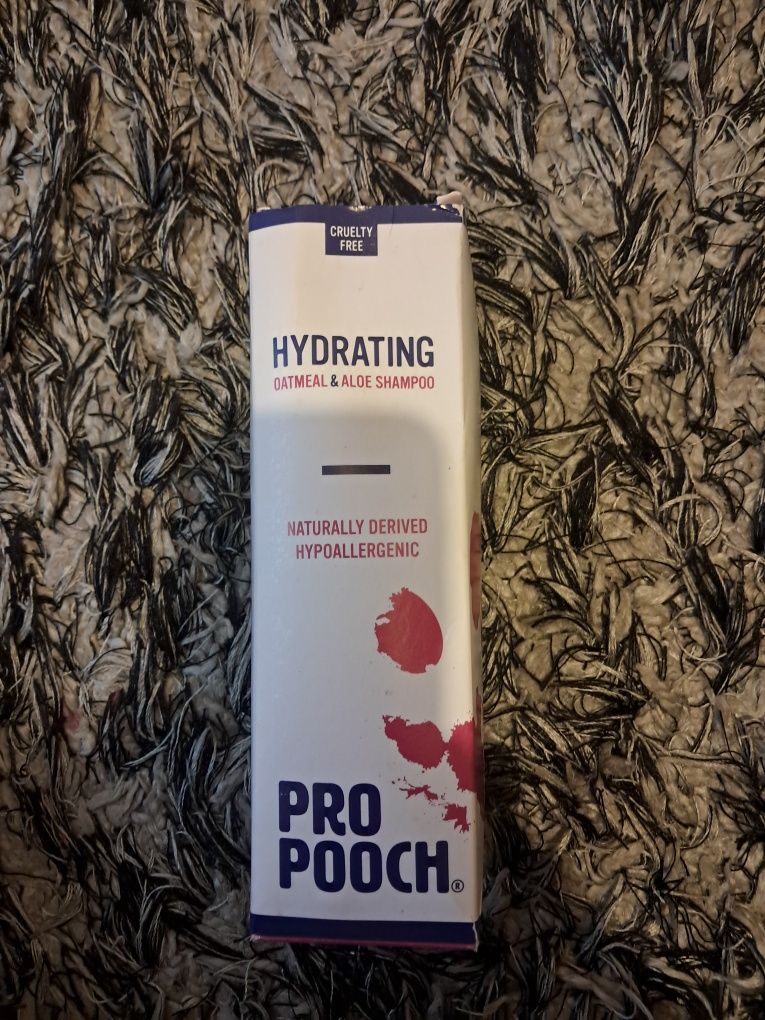 CRUELTY
FREE
HYDRATING
OATMEAL & ALOE SHAMPOO
NATURALLY DERIVED
HYPOALLERGENIC
PRO
POOCH®